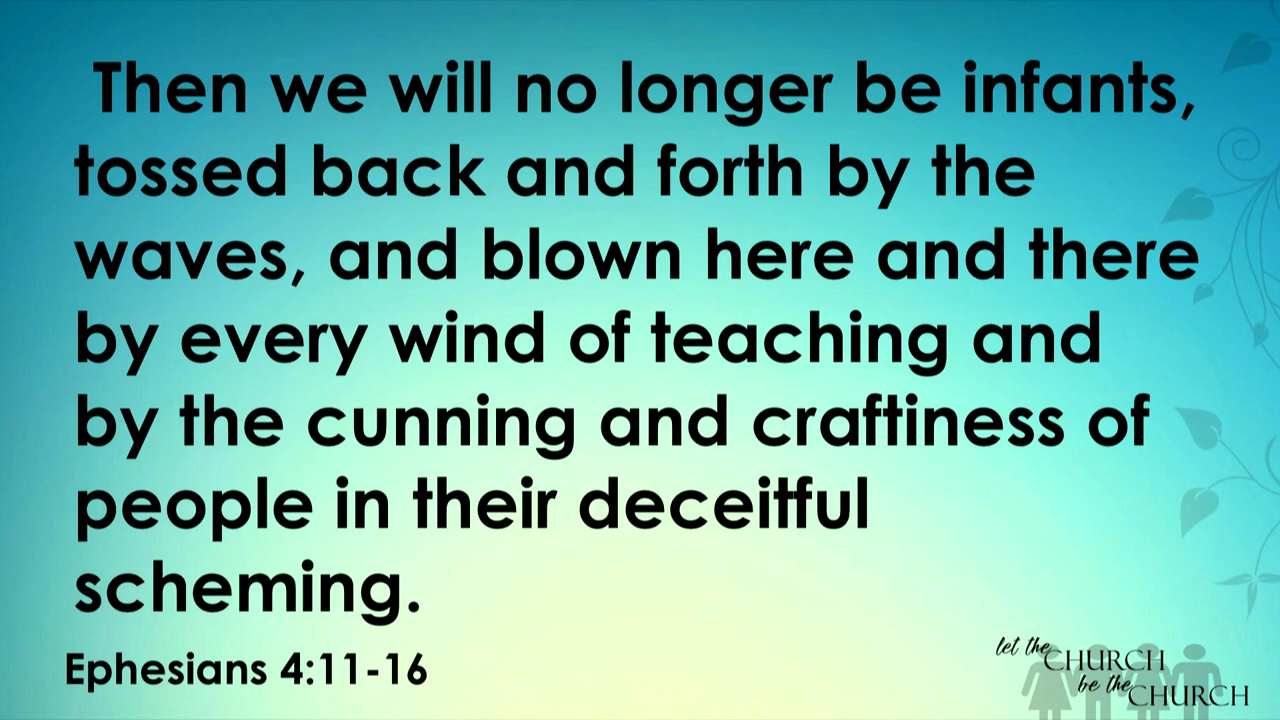 Then we will no longer be infants,
tossed back and forth by the
waves, and blown here and there
by every wind of teaching and
by the cunning and craftiness of
people in their deceitful
scheming.
Ephesians 4:11-16
let the
CHURCH
be the
CHURCH